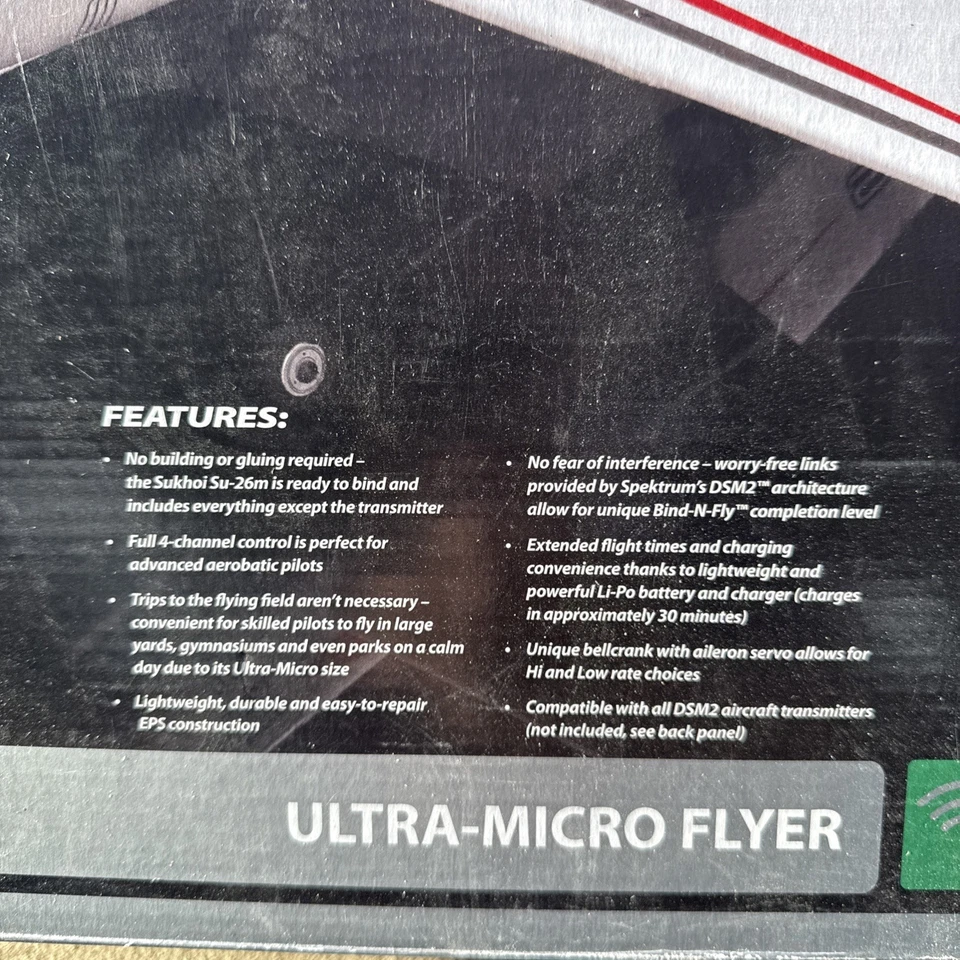 FEATURES:
• No building or gluing required –
the Sukhoi Su-26m is ready to bind and
includes everything except the transmitter
• Full 4-channel control is perfect for
advanced aerobatic pilots
• Trips to the flying field aren't necessary –
convenient for skilled pilots to fly in large
yards, gymnasiums and even parks on a calm
day due to its Ultra-Micro size
• Lightweight, durable and easy-to-repair
EPS construction
• No fear of interference – worry-free links
provided by Spektrum's DSM2™ architecture
allow for unique Bind-N-Fly™ completion level
• Extended flight times and charging
convenience thanks to lightweight and
powerful Li-Po battery and charger (charges
in approximately 30 minutes)
• Unique bellcrank with aileron servo allows for
Hi and Low rate choices
• Compatible with all DSM2 aircraft transmitters
(not included, see back panel)
ULTRA-MICRO FLYER